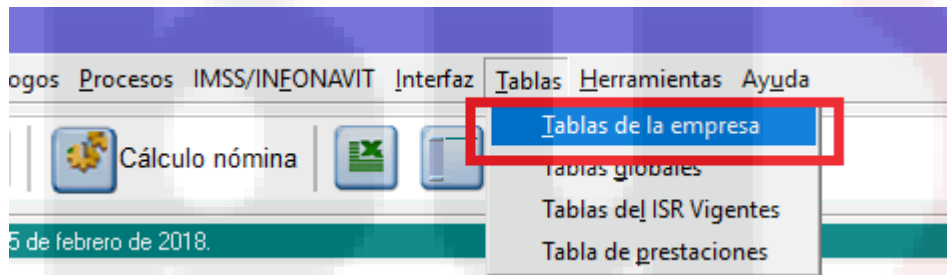 ogos Procesos IMSS/INFONAVIT Interfaz Tablas Herramientas Ayuda
Tablas de la empresa
Cálculo nómina
Tablas globales
Tablas del ISR Vigentes
5 de febrero de 2018.
Tabla de prestaciones